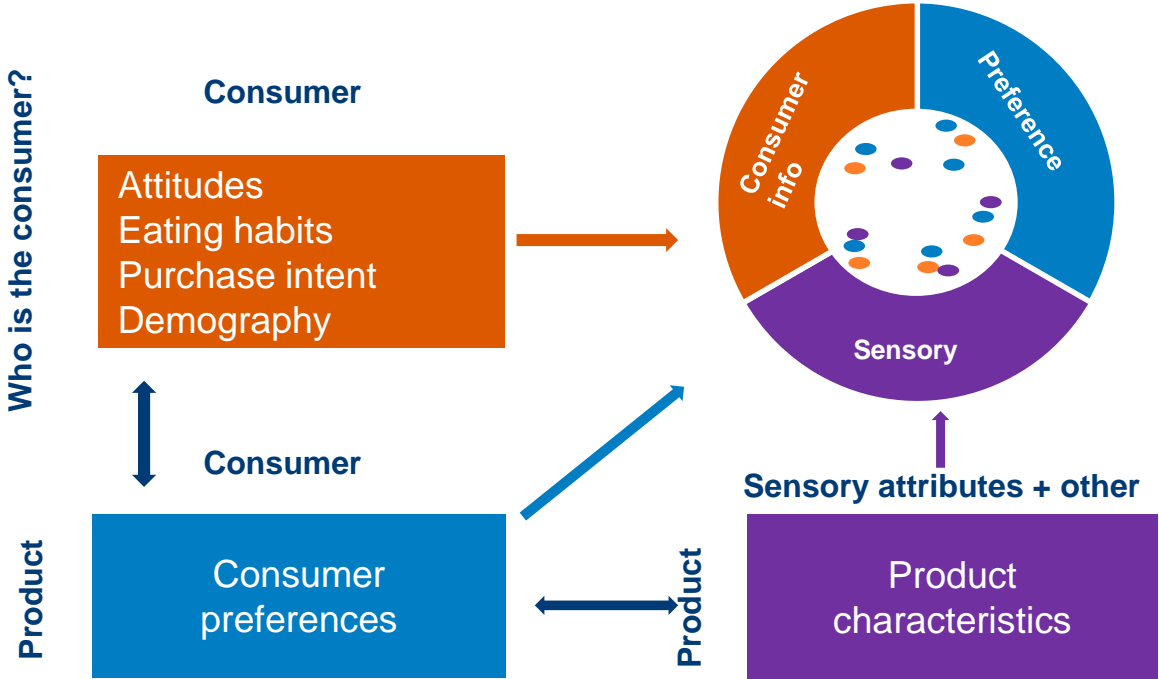 Who is the consumer?
Consumer
Attitudes
Eating habits
Purchase intent
Demography
Consumer
info
Preference
Sensory
Consumer
Sensory attributes + other
Product
Consumer
preferences
Product
Product
characteristics